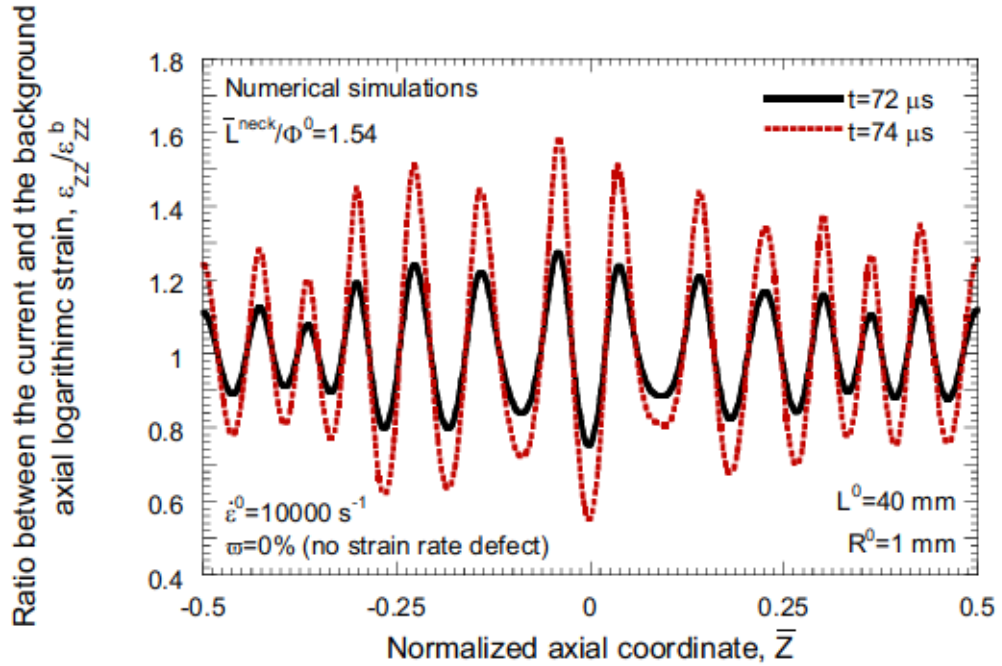 Ratio between the current and the background
axial logarithimc strain, ε_ZZ/ε^b_ZZ
1.8
1.6
1.4
1.2
1
0.8
0.6
0.4
Numerical simulations
L̅^neck/Φ^0=1.54
t=72 μs
t=74 μs
ε̇^0=10000 s^-1
ϖ=0% (no strain rate defect)
L^0=40 mm
R^0=1 mm
-0.5 -0.25 0 0.25 0.5
Normalized axial coordinate, Z̅